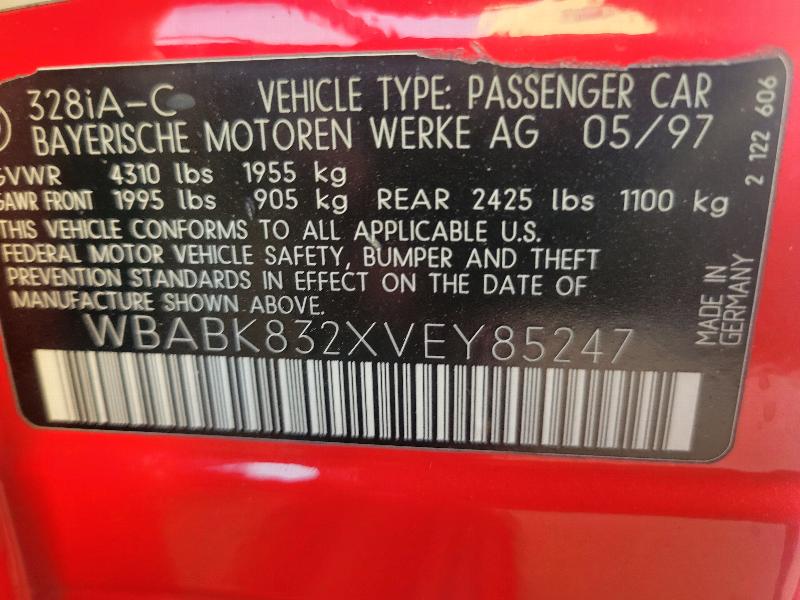 328iA-C VEHICLE TYPE: PASSENGER CAR
BAYERISCHE MOTOREN WERKE AG 05/97
GVWR 4310 lbs 1955 kg
GAWR FRONT 1995 lbs 905 kg REAR 2425 lbs 1100 kg
THIS VEHICLE CONFORMS TO ALL APPLICABLE U.S.
FEDERAL MOTOR VEHICLE SAFETY, BUMPER AND THEFT
PREVENTION STANDARDS IN EFFECT ON THE DATE OF
MANUFACTURE SHOWN ABOVE.
WBABK832XVEY85247
MADE IN
GERMANY
2 122 606